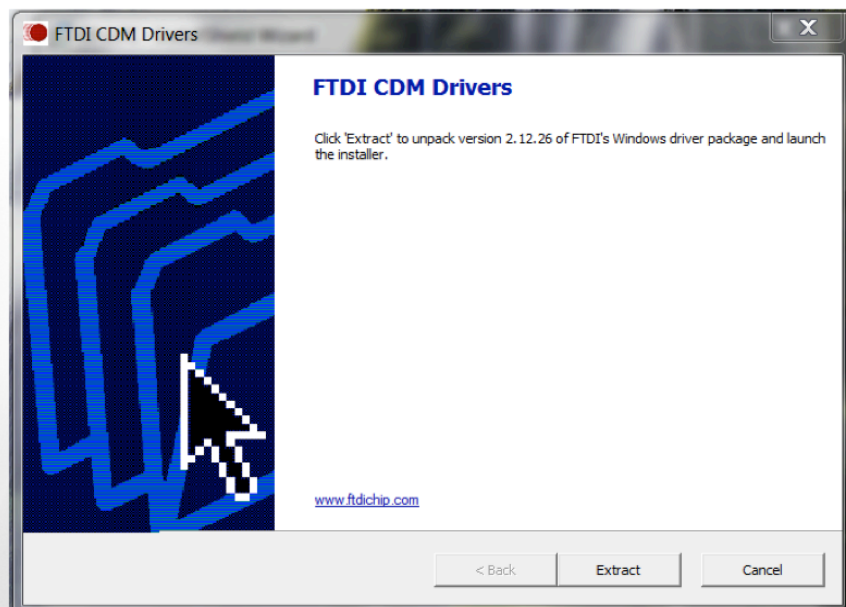 FTDI CDM Drivers
FTDI CDM Drivers
Click 'Extract' to unpack version 2.12.26 of FTDI's Windows driver package and launch
the installer.
www.ftdichip.com
< Back
Extract
Cancel